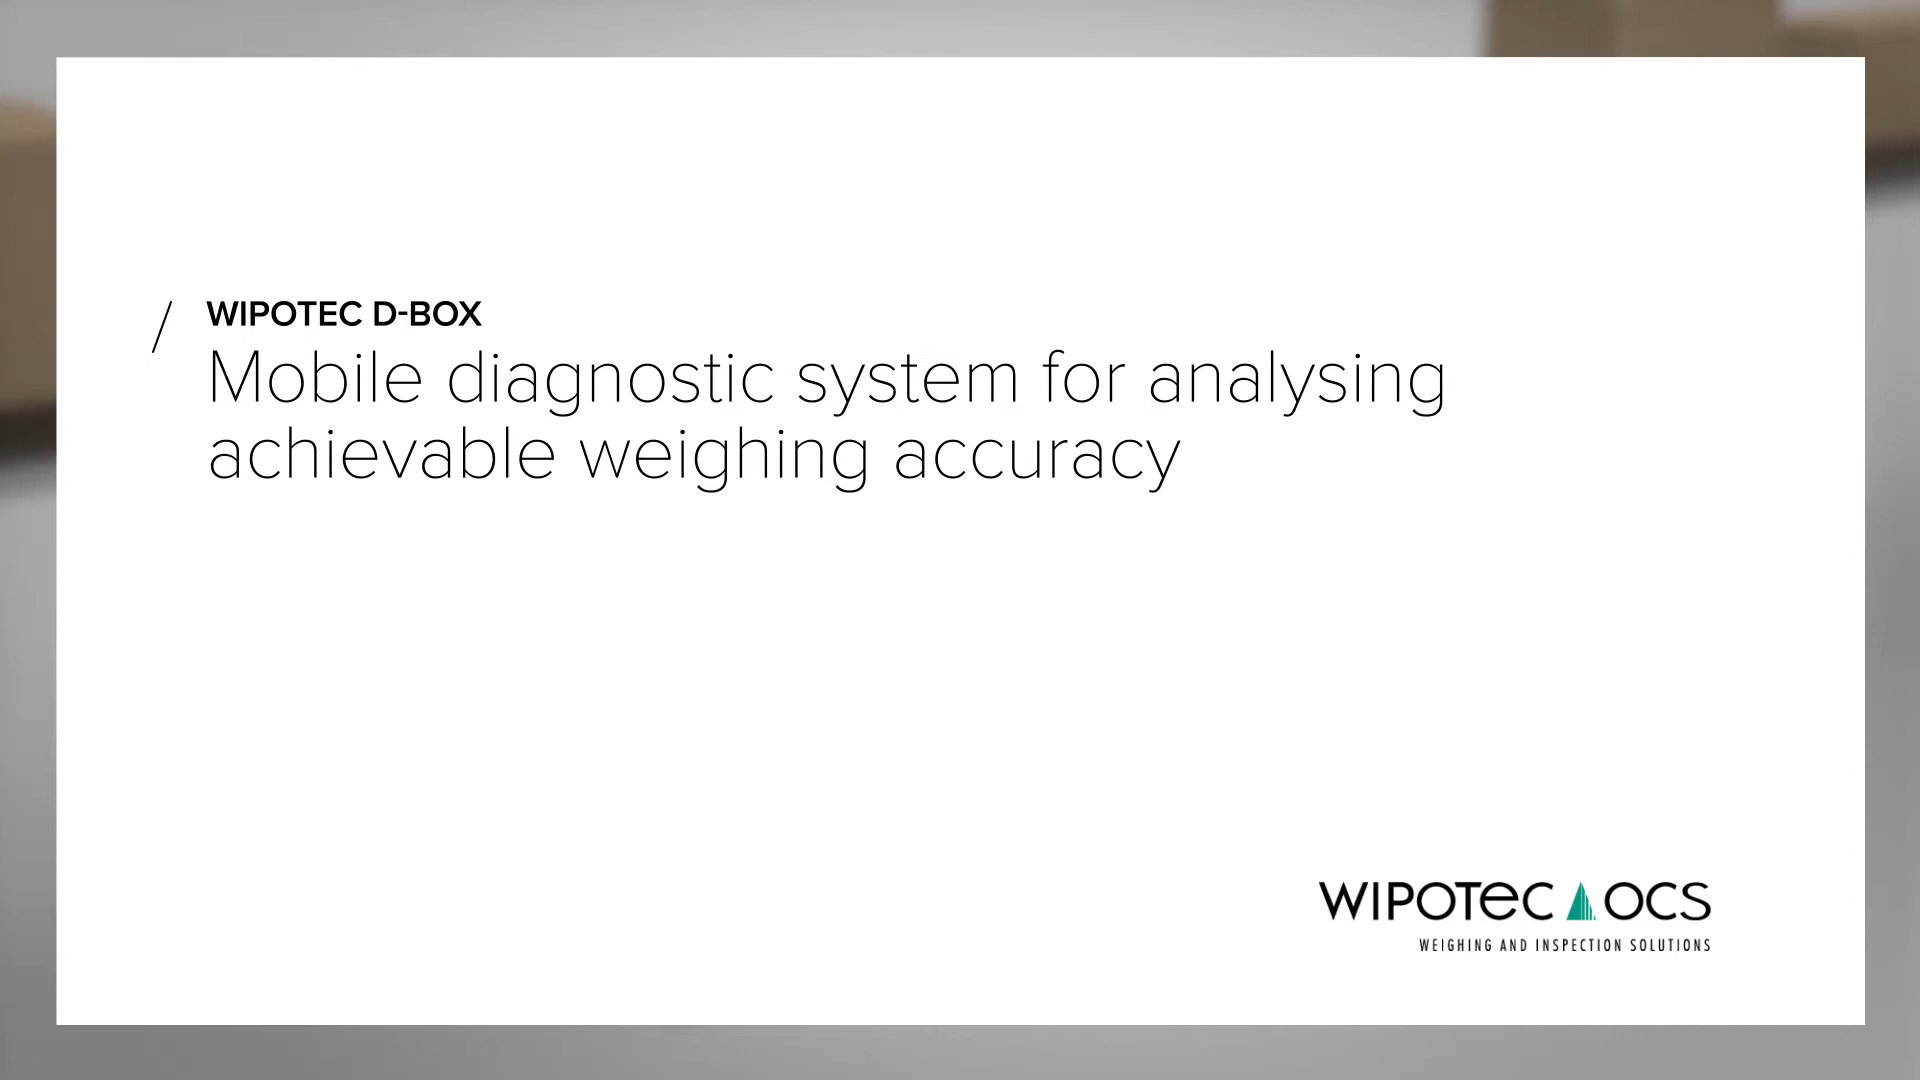 WIPOTEC D-BOX
Mobile diagnostic system for analysing
achievable weighing accuracy
WIPOTEC OCS
WEIGHING AND INSPECTION SOLUTIONS